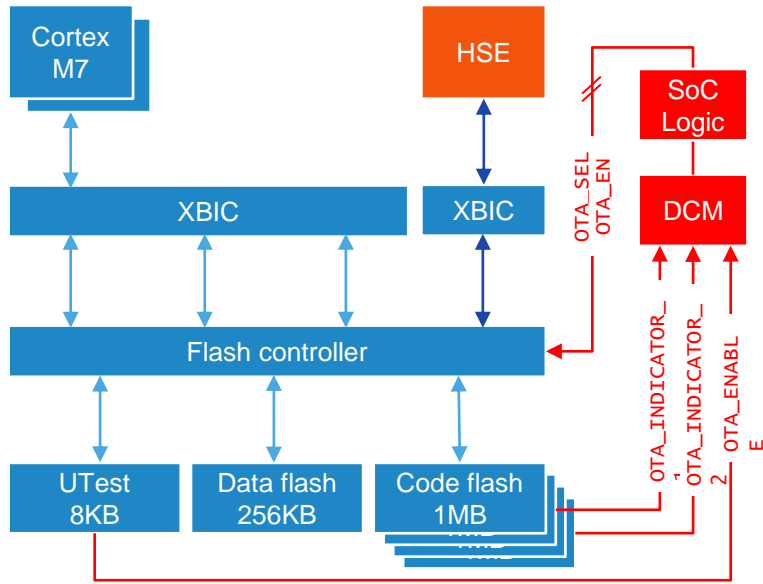 Cortex
M7
HSE
SoC
Logic
OTA_SEL
OTA_EN
XBIC
XBIC
DCM
Flash controller
OTA_INDICATOR_
1
OTA_INDICATOR_
2
OTA_ENABL
E
UTest
8KB
Data flash
256KB
Code flash
1MB